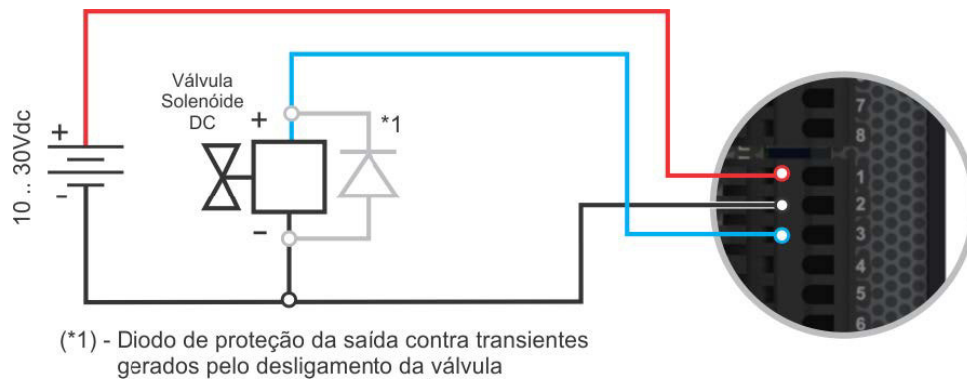 10.. 30Vdc
+
-
Válvula
Solenóide
DC
+
-
*1
7
8
1
2
3
4
5
6
(*1) - Diodo de proteção da saída contra transientes
gerados pelo desligamento da válvula